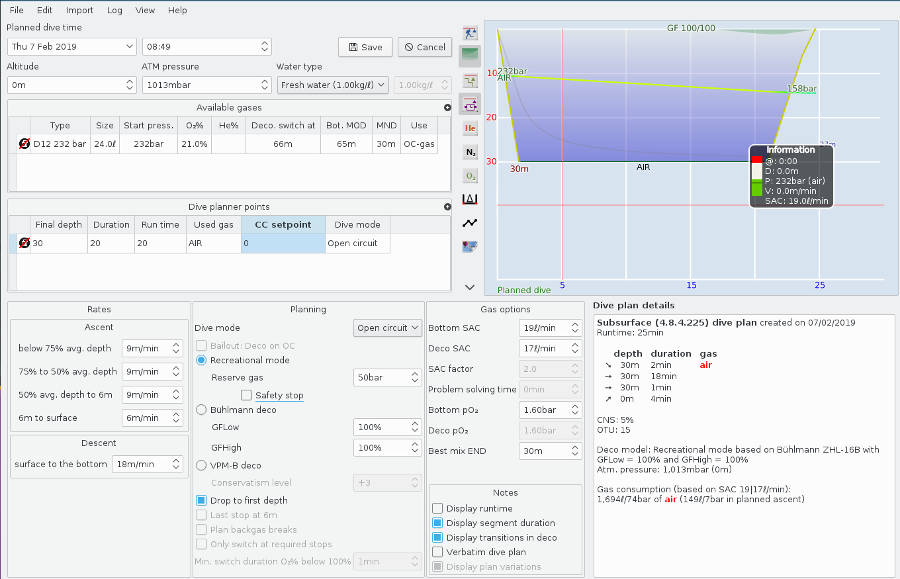 File Edit Import Log View Help
Planned dive time
Thu 7 Feb 2019 08:49 Save Cancel
Altitude ATM pressure Water type
0m 1013mbar Fresh water (1.00kg/ℓ) 1.00kg/ℓ
Available gases
Type Size Start press. O₂% He% Deco. switch at Bot. MOD MND Use
D12 232 bar 24.0ℓ 232bar 21.0% 66m 65m 30m OC-gas
Dive planner points
Final depth Duration Run time Used gas CC setpoint Dive mode
30 20 20 AIR 0 Open circuit
He
N₂
O₂
GF 100/100
10
232bar
AIR
158bar
20
30
30m
AIR
Information
@: 0:00
D: 0.0m
P: 232bar (air)
V: 0.0m/min
SAC: 19.0ℓ/min
Planned dive 5 15 25
Rates
Ascent
below 75% avg. depth 9m/min
75% to 50% avg. depth 9m/min
50% avg. depth to 6m 9m/min
6m to surface 6m/min
Descent
surface to the bottom 18m/min
Planning
Dive mode Open circuit
Bailout: Deco on OC
Recreational mode
Reserve gas 50bar
Safety stop
Bühlmann deco
GFLow 100%
GFHigh 100%
VPM-B deco
Conservatism level +3
Drop to first depth
Last stop at 6m
Plan backgas breaks
Only switch at required stops
Min. switch duration O₂% below 100% 1min
Gas options
Bottom SAC 19ℓ/min
Deco SAC 17ℓ/min
SAC factor 2.0
Problem solving time 0min
Bottom pO₂ 1.60bar
Deco pO₂ 1.60bar
Best mix END 30m
Notes
Display runtime
Display segment duration
Display transitions in deco
Verbatim dive plan
Display plan variations
Dive plan details
Subsurface (4.8.4.225) dive plan created on 07/02/2019
Runtime: 25min
depth duration gas
➘ 30m 2min air
➙ 30m 18min
➙ 30m 1min
➚ 0m 4min
CNS: 5%
OTU: 15
Deco model: Recreational mode based on Bühlmann ZHL-16B with
GFLow = 100% and GFHigh = 100%
Atm. pressure: 1,013mbar (0m)
Gas consumption (based on SAC 19|17ℓ/min):
1,694ℓ/74bar of air (149ℓ/7bar in planned ascent)